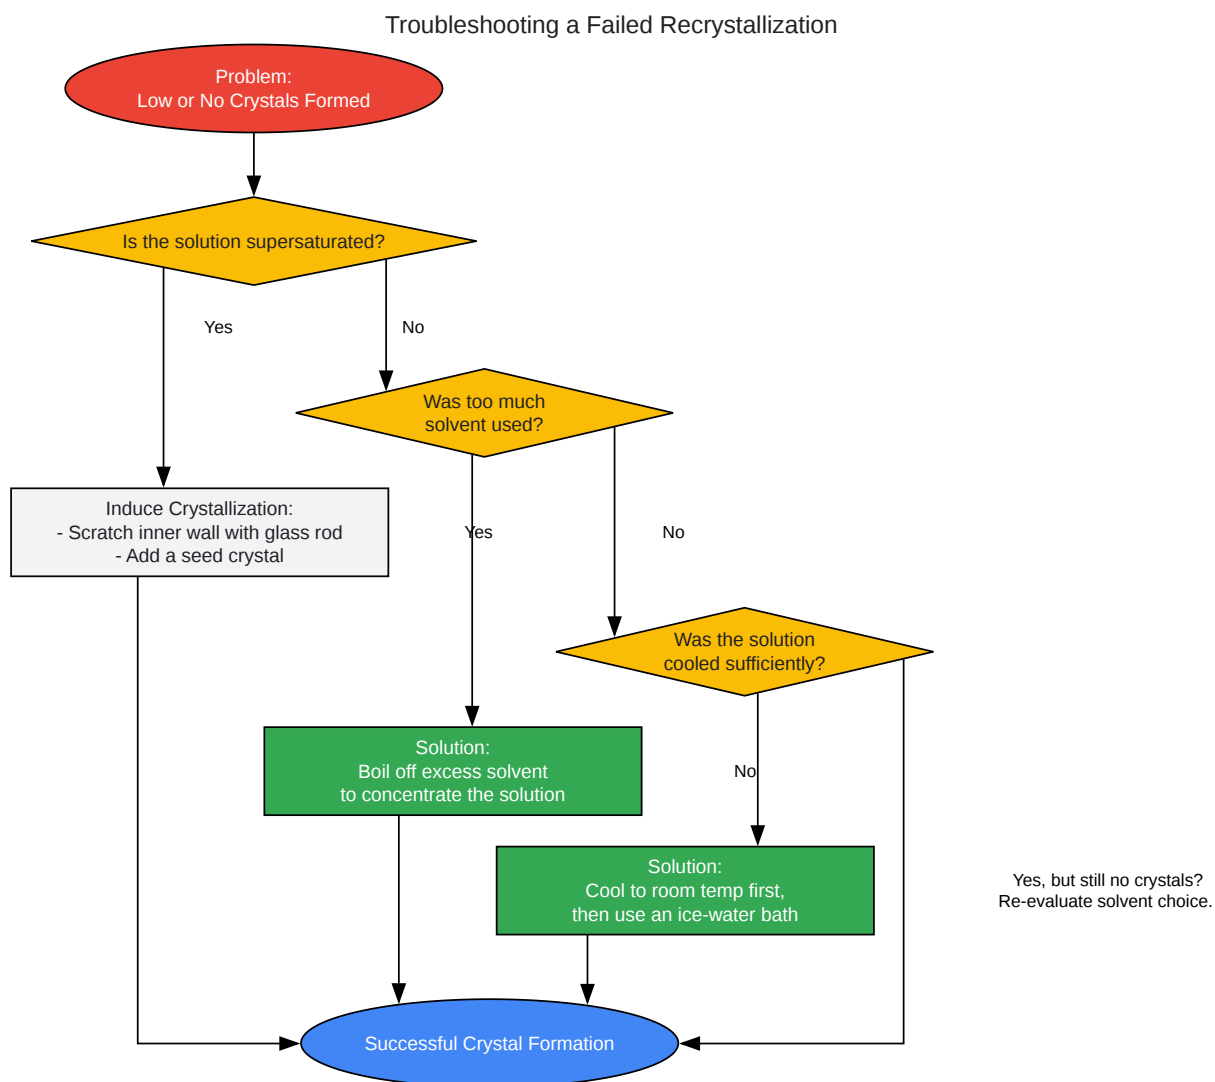 Troubleshooting a Failed Recrystallization
Problem:
Low or No Crystals Formed
Is the solution supersaturated?
Yes
No
Was too much
solvent used?
Induce Crystallization:
- Scratch inner wall with glass rod
- Add a seed crystal
Yes
No
Was the solution
cooled sufficiently?
Solution:
Boil off excess solvent
to concentrate the solution
No
Solution:
Cool to room temp first,
then use an ice-water bath
Yes, but still no crystals?
Re-evaluate solvent choice.
Successful Crystal Formation